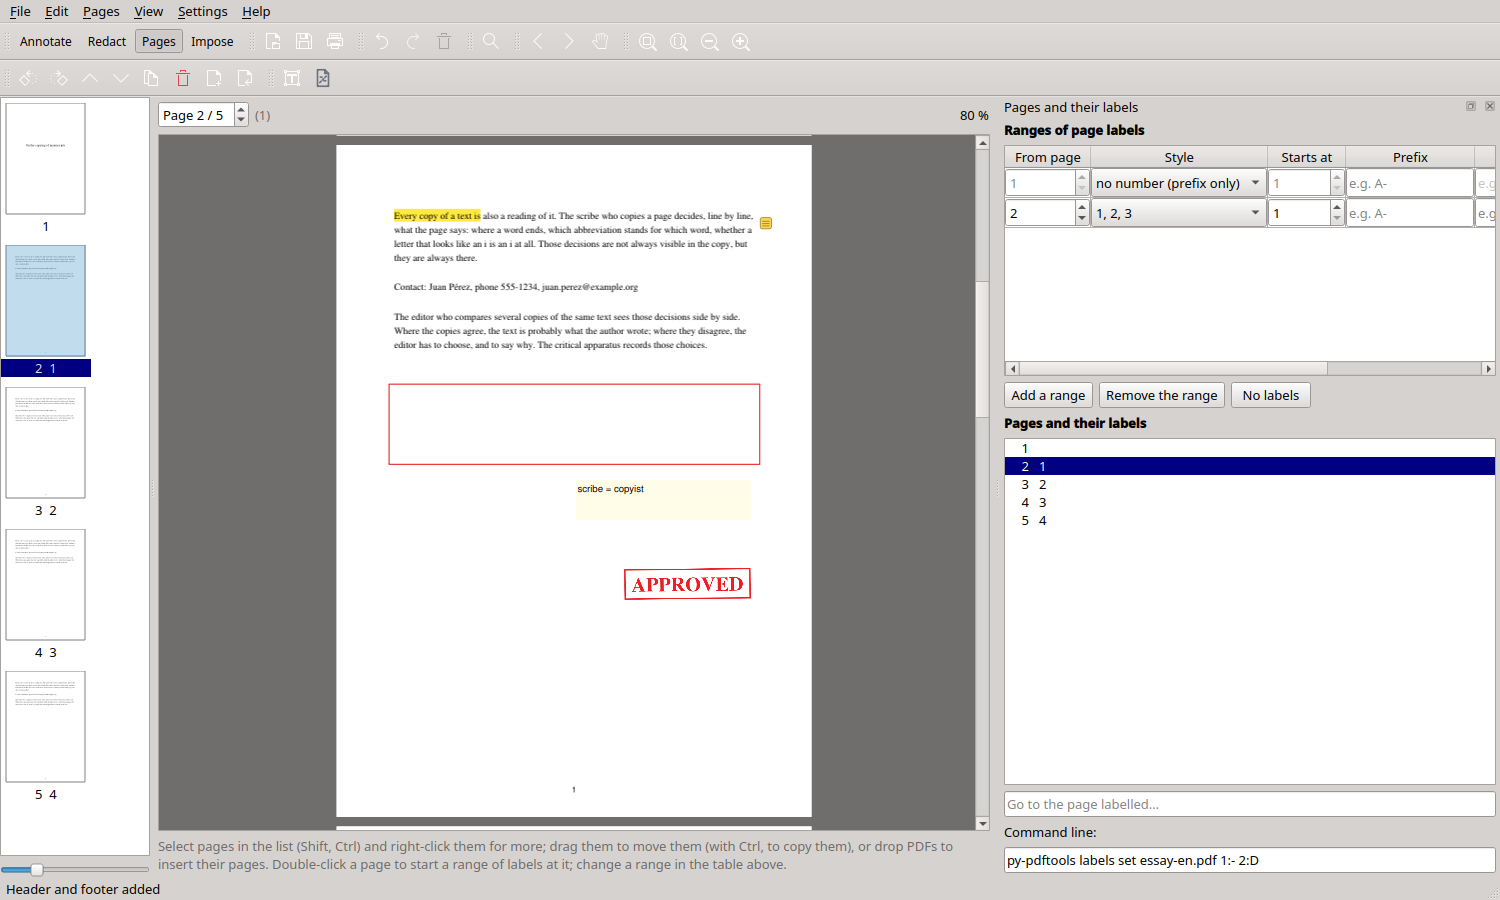 File Edit Pages View Settings Help
Annotate Redact Pages Impose
Page 2 / 5 (1) 80 %
1
2 1
3 2
4 3
5 4
Every copy of a text is also a reading of it. The scribe who copies a page decides, line by line,
what the page says: where a word ends, which abbreviation stands for which word, whether a
letter that looks like an i is an i at all. Those decisions are not always visible in the copy, but
they are always there.
Contact: Juan Pérez, phone 555-1234, juan.perez@example.org
The editor who compares several copies of the same text sees those decisions side by side.
Where the copies agree, the text is probably what the author wrote; where they disagree, the
editor has to choose, and to say why. The critical apparatus records those choices.
scribe = copyist
APPROVED
1
Select pages in the list (Shift, Ctrl) and right-click them for more; drag them to move them (with Ctrl, to copy them), or drop PDFs to
insert their pages. Double-click a page to start a range of labels at it; change a range in the table above.
Header and footer added
Pages and their labels
Ranges of page labels
From page Style Starts at Prefix
1 no number (prefix only) 1 e.g. A- e.g
2 1, 2, 3 1 e.g. A- e.g
Add a range Remove the range No labels
Pages and their labels
1
2 1
3 2
4 3
5 4
Go to the page labelled...
Command line:
py-pdftools labels set essay-en.pdf 1:- 2:D